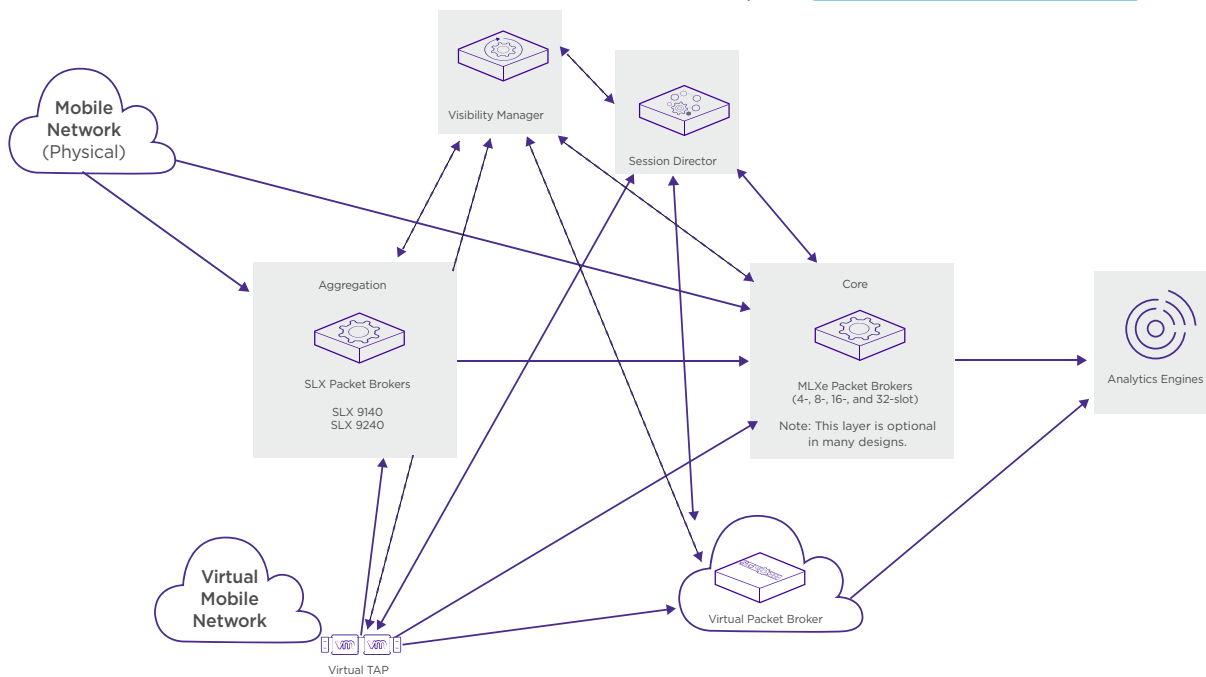 Visibility Manager
Session Director
Mobile
Network
(Physical)
Aggregation
SLX Packet Brokers
SLX 9140
SLX 9240
Core
MLXe Packet Brokers
(4-, 8-, 16-, and 32-slot)
Note: This layer is optional
in many designs.
Analytics Engines
Virtual
Mobile
Network
vm vm
Virtual TAP
Virtual Packet Broker